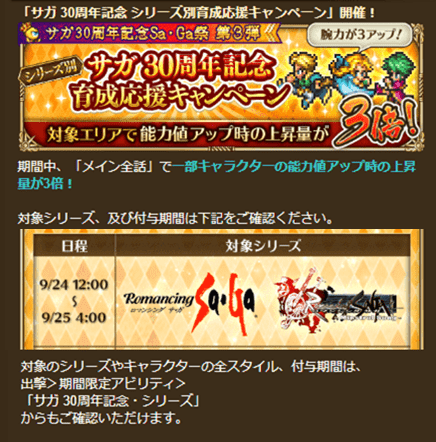 「サガ 30周年記念 シリーズ別育成応援キャンペーン」開催！
サガ30周年記念Sa・Ga祭 第3弾
腕力が3アップ!
シリーズ別
サガ30周年記念
育成応援キャンペーン
対象エリアで能力値アップ時の上昇量が
3倍!
期間中、「メイン全話」で一部キャラクターの能力値アップ時の上昇
量が3倍！
対象シリーズ、及び付与期間は下記をご確認ください。
日程
対象シリーズ
9/24 12:00
～
9/25 4:00
Romancing
Sa・Ga
ロマンシング サ・ガ
対象のシリーズやキャラクターの全スタイル、付与期間は、
出撃＞期間限定アビリティ＞
「サガ 30周年記念・シリーズ」
からもご確認いただけます。